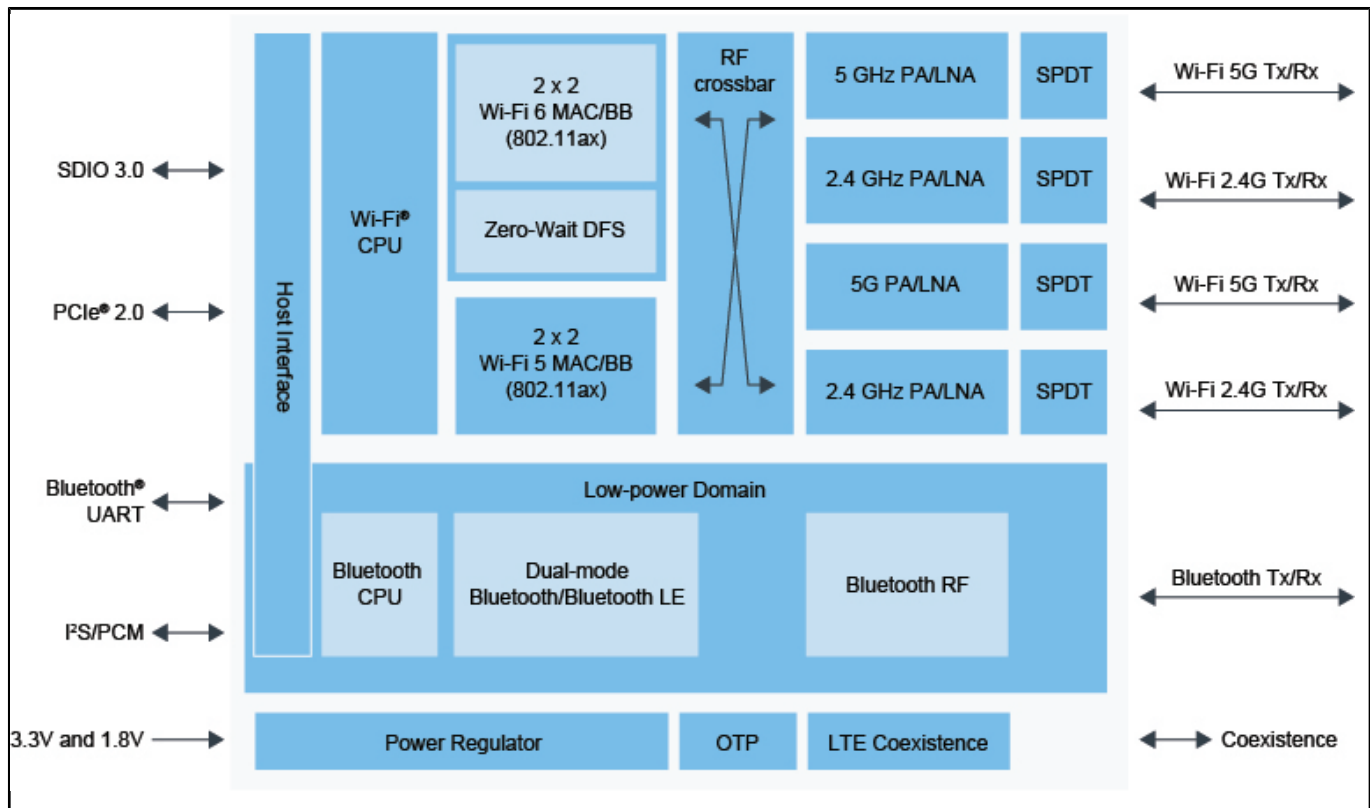 SDIO 3.0
PCIe® 2.0
Bluetooth®
UART
I²S/PCM
3.3V and 1.8V
Host Interface
Wi-Fi®
CPU
2 x 2
Wi-Fi 6 MAC/BB
(802.11ax)
Zero-Wait DFS
2 x 2
Wi-Fi 5 MAC/BB
(802.11ax)
RF
crossbar
5 GHz PA/LNA
SPDT
Wi-Fi 5G Tx/Rx
2.4 GHz PA/LNA
SPDT
Wi-Fi 2.4G Tx/Rx
5G PA/LNA
SPDT
Wi-Fi 5G Tx/Rx
2.4 GHz PA/LNA
SPDT
Wi-Fi 2.4G Tx/Rx
Low-power Domain
Bluetooth
CPU
Dual-mode
Bluetooth/Bluetooth LE
Bluetooth RF
Bluetooth Tx/Rx
Power Regulator
OTP
LTE Coexistence
Coexistence